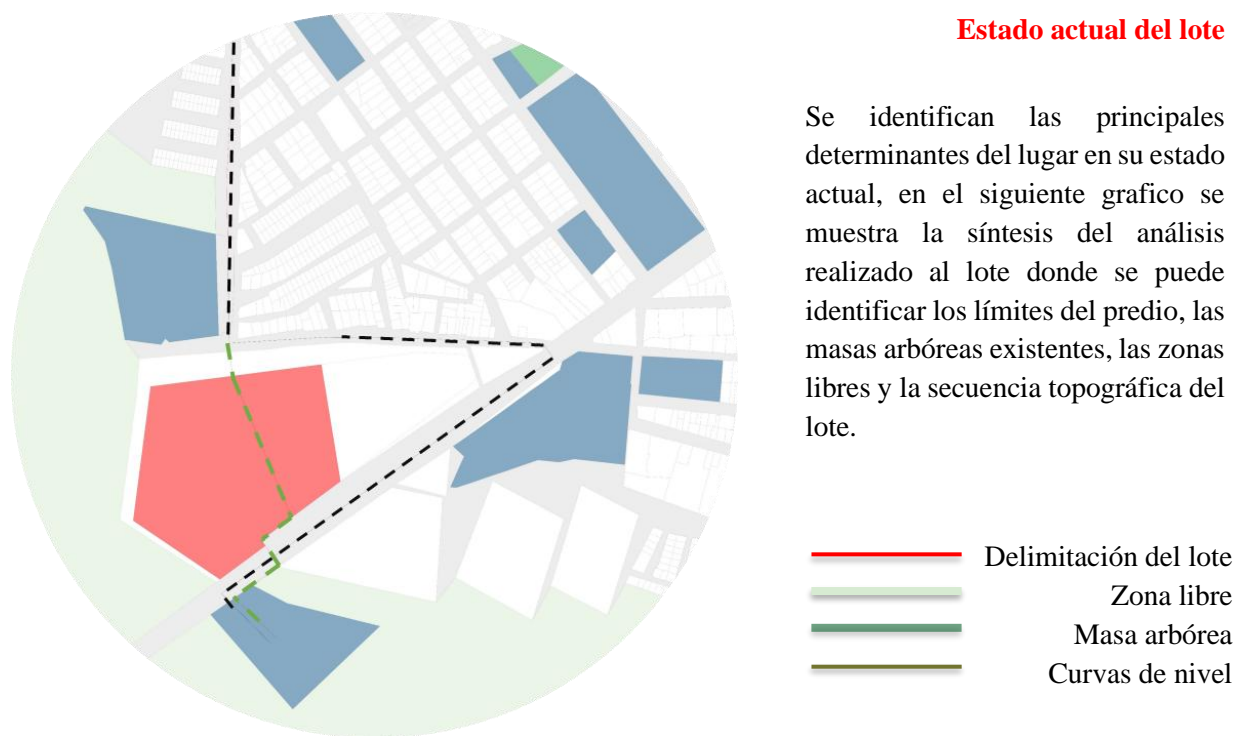 Estado actual del lote
Se identifican las principales
determinantes del lugar en su estado
actual, en el siguiente grafico se
muestra la síntesis del análisis
realizado al lote donde se puede
identificar los límites del predio, las
masas arbóreas existentes, las zonas
libres y la secuencia topográfica del
lote.
Delimitación del lote
Zona libre
Masa arbórea
Curvas de nivel